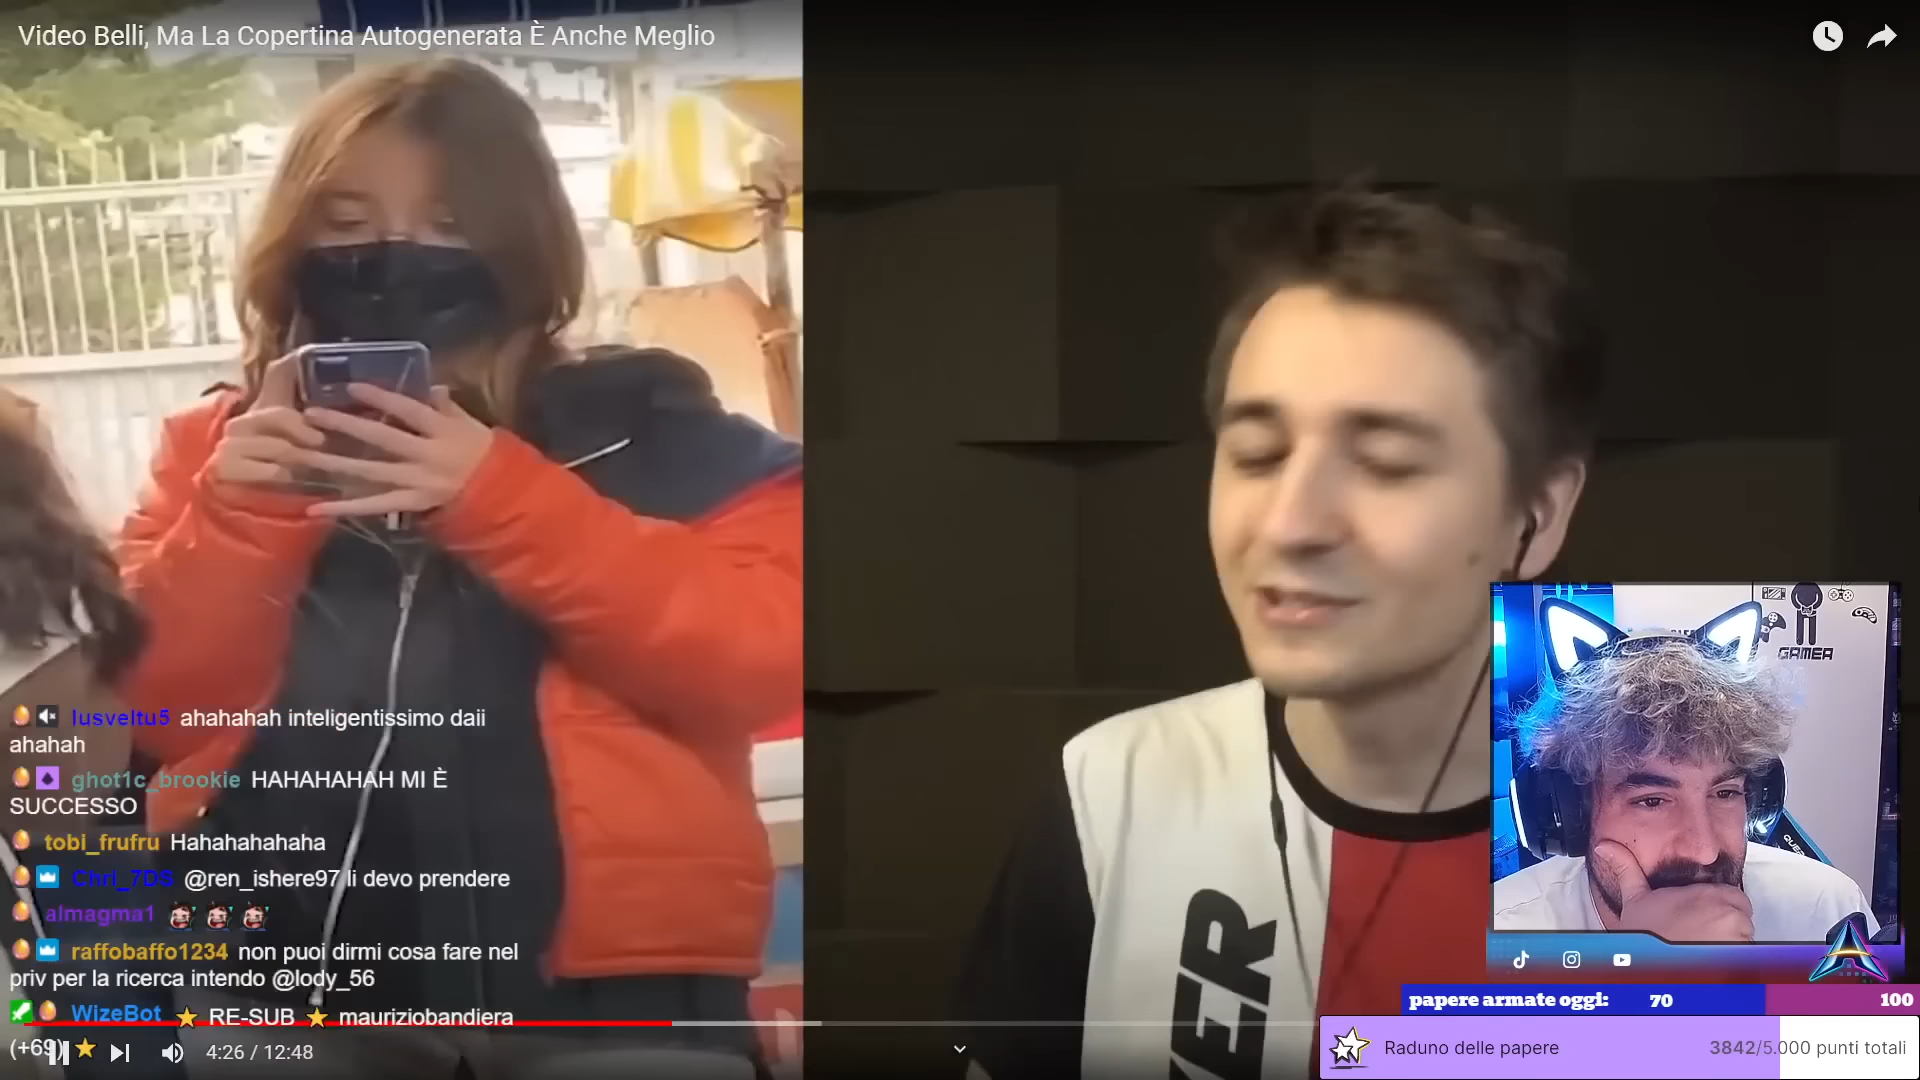 Video Belli, Ma La Copertina Autogenerata È Anche Meglio
GAMER
lusveltu5 ahahahah inteligentissimo daii
ahahah
ghot1c_brookie HAHAHAHAH MI È
SUCCESSO
tobi_frufru Hahahahahaha
Chri_7DS @ren_ishere97 li devo prendere
almagma1
raffobaffo1234 non puoi dirmi cosa fare nel
priv per la ricerca intendo @lody_56
WizeBot RE-SUB mauriziobandiera
(+69)
4:26 / 12:48
VER
papere armate oggi: 70 100
Raduno delle papere 3842/5.000 punti totali